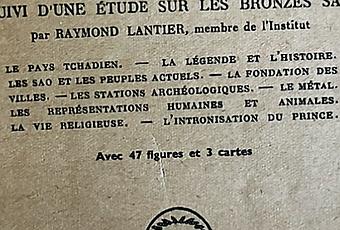 SUIVI D'UNE ÉTUDE SUR LES BRONZES SA
par RAYMOND LANTIER, membre de l'Institut
LE PAYS TCHADIEN. — LA LÉGENDE ET L'HISTOIRE.
LES SAO ET LES PEUPLES ACTUELS. — LA FONDATION DES
VILLES. — LES STATIONS ARCHÉOLOGIQUES. — LE MÉTAL.
LES REPRÉSENTATIONS HUMAINES ET ANIMALES.
LA VIE RELIGIEUSE. — L'INTRONISATION DU PRINCE.
Avec 47 figures et 3 cartes